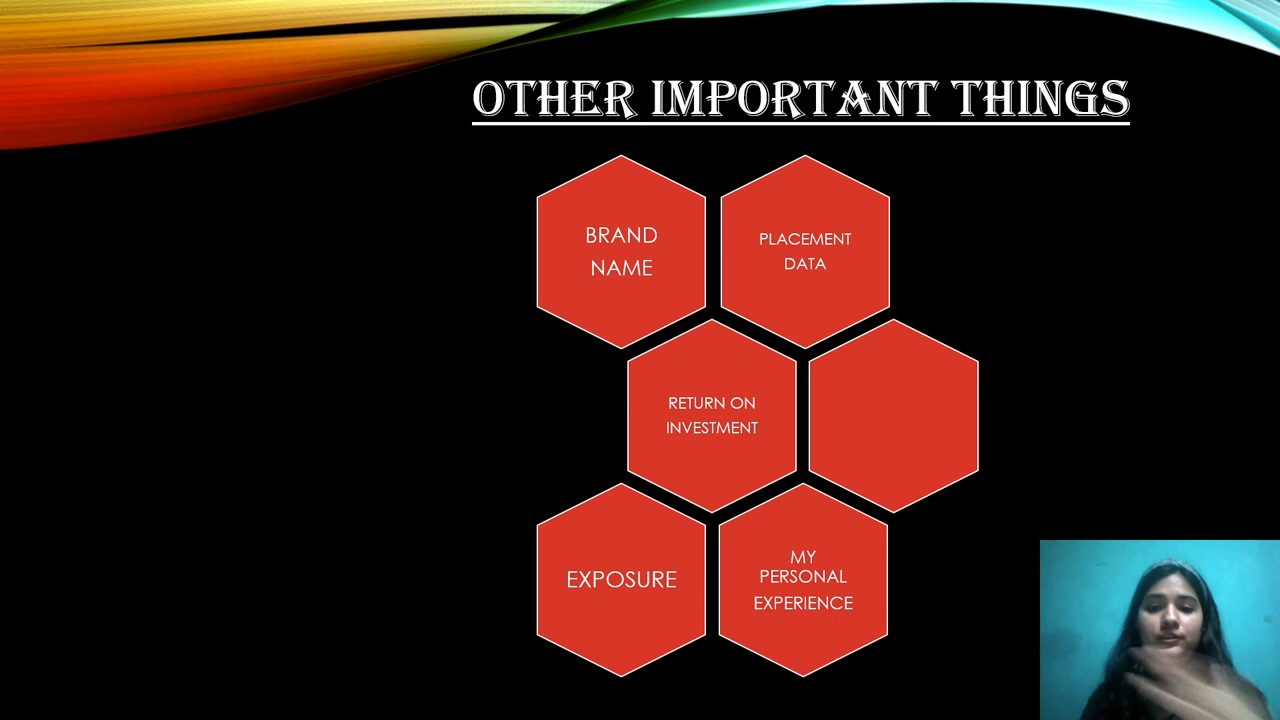 OTHER IMPORTANT THINGS
BRAND
NAME
PLACEMENT
DATA
RETURN ON
INVESTMENT
EXPOSURE
MY
PERSONAL
EXPERIENCE